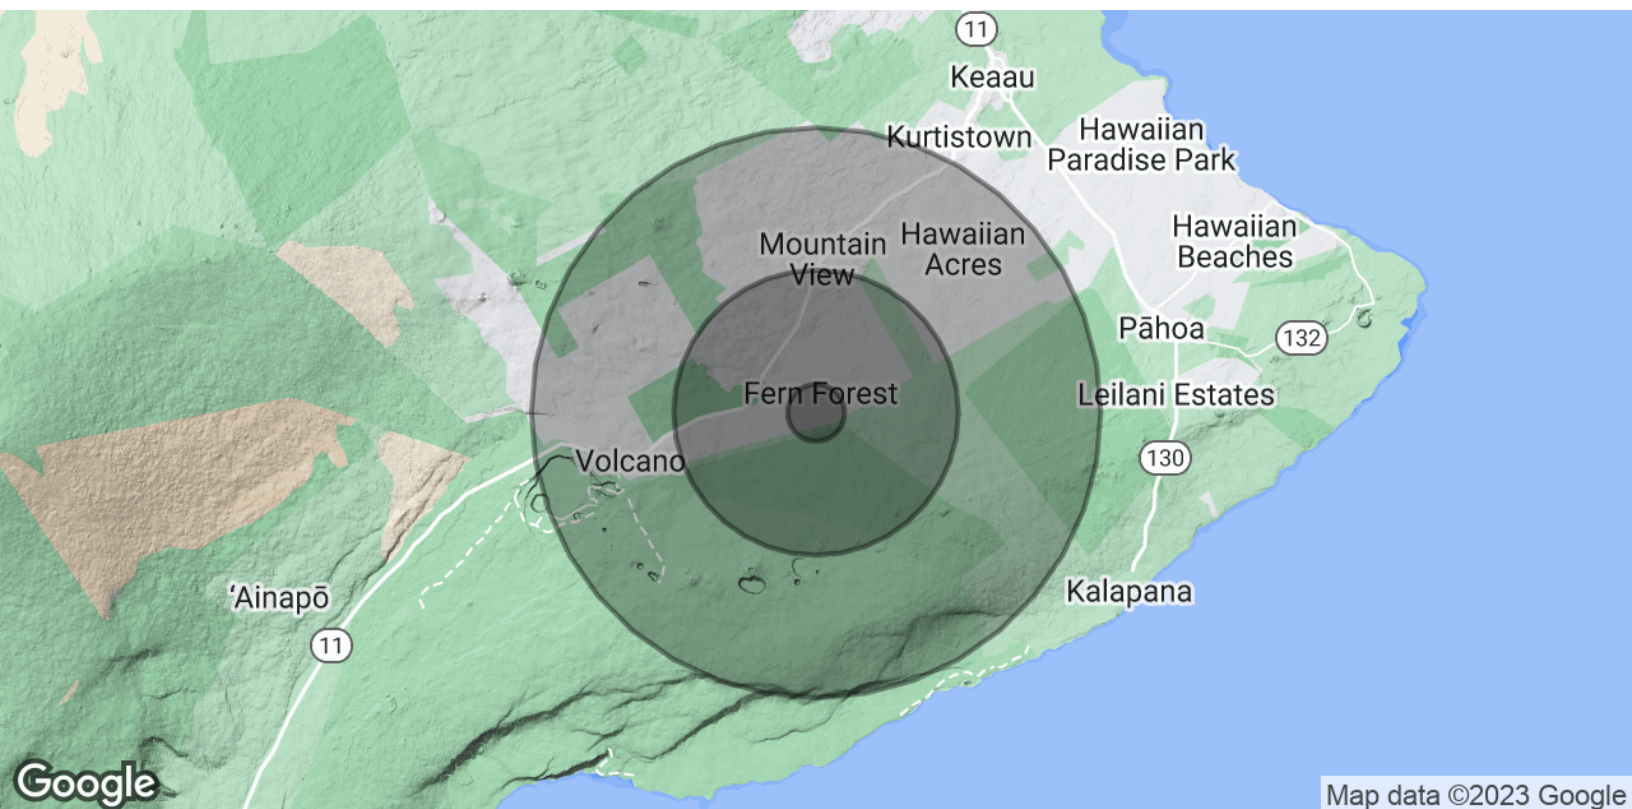 11
Keaau
Kurtistown
Hawaiian
Paradise Park
Mountain
View
Hawaiian
Acres
Hawaiian
Beaches
Pāhoa
132
Fern Forest
Leilani Estates
Volcano
130
ʻAinapō
Kalapana
11
Google
Map data ©2023 Google